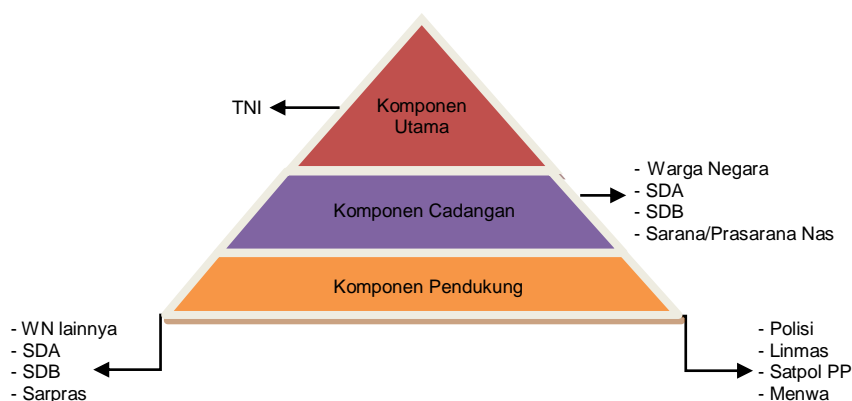 TNI
Komponen
Utama
- Warga Negara
- SDA
- SDB
- Sarana/Prasarana Nas
Komponen Cadangan
Komponen Pendukung
- WN lainnya
- SDA
- SDB
- Sarpras
- Polisi
- Linmas
- Satpol PP
- Menwa